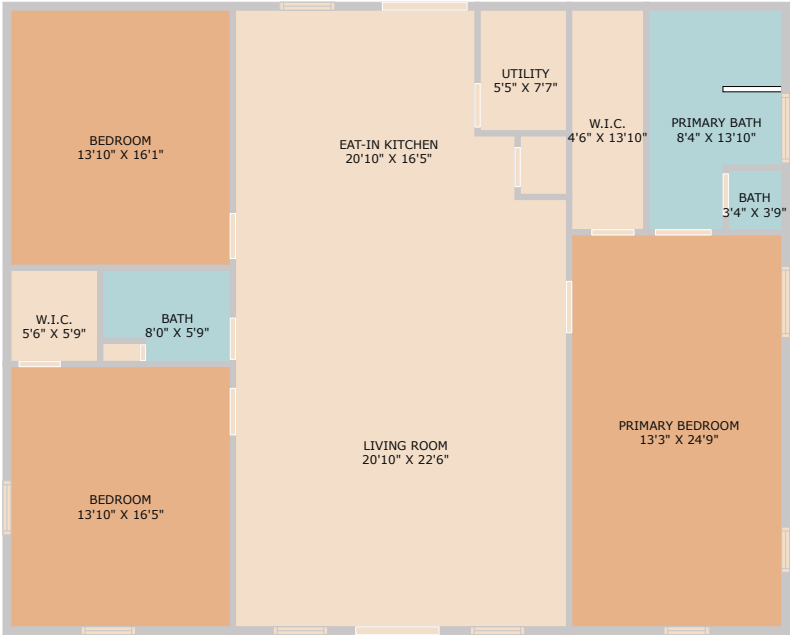 UTILITY
5'5" X 7'7"
W.I.C.
4'6" X 13'10"
PRIMARY BATH
8'4" X 13'10"
BEDROOM
13'10" X 16'1"
EAT-IN KITCHEN
20'10" X 16'5"
BATH
3'4" X 3'9"
W.I.C.
5'6" X 5'9"
BATH
8'0" X 5'9"
PRIMARY BEDROOM
13'3" X 24'9"
LIVING ROOM
20'10" X 22'6"
BEDROOM
13'10" X 16'5"